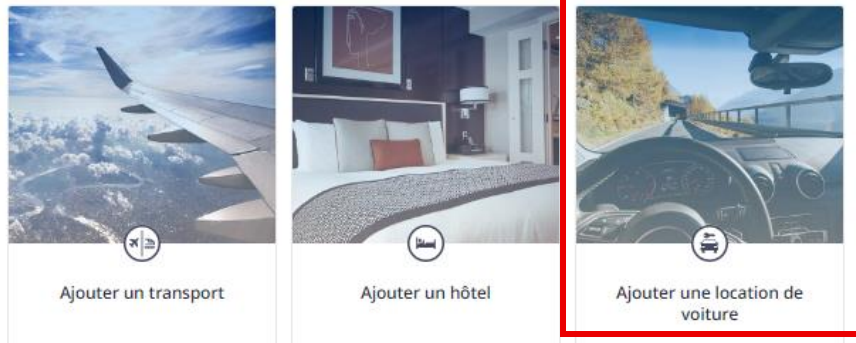 Ajouter un transport
Ajouter un hôtel
Ajouter une location de
voiture